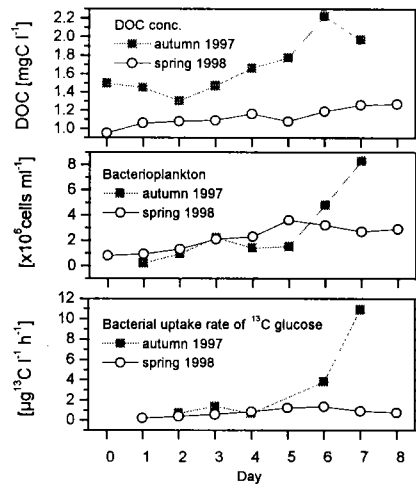 DOC conc.
autumn 1997
spring 1998
DOC [mgC l⁻¹]
2.2
2.0
1.8
1.6
1.4
1.2
1.0
Bacterioplankton
autumn 1997
spring 1998
[x10⁶cells ml⁻¹]
8
6
4
2
0
Bacterial uptake rate of ¹³C glucose
autumn 1997
spring 1998
[µg¹³C l⁻¹ h⁻¹]
12
10
8
6
4
2
0
0 1 2 3 4 5 6 7 8
Day